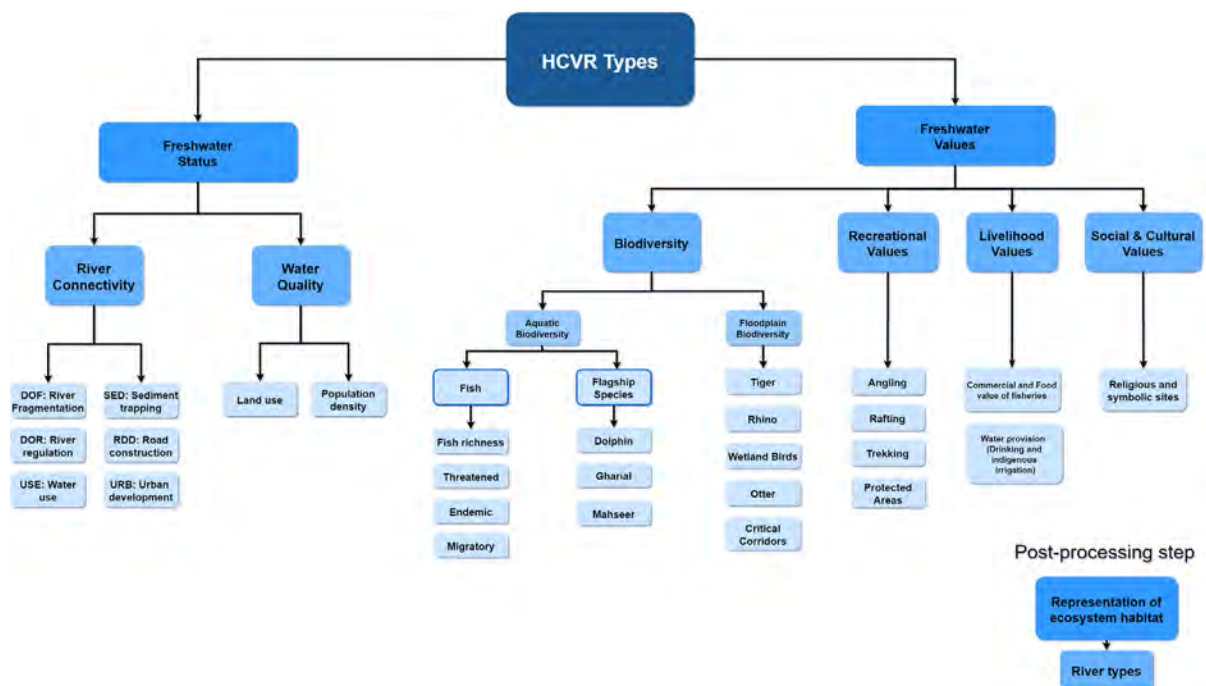 HCVR Types
Freshwater
Status
Freshwater
Values
River
Connectivity
Water
Quality
Biodiversity
Recreational
Values
Livelihood
Values
Social & Cultural
Values
Aquatic
Biodiversity
Floodplain
Biodiversity
DOF: River
Fragmentation
SED: Sediment
trapping
DOR: River
regulation
RDD: Road
construction
USE: Water
use
URB: Urban
development
Land use
Population
density
Fish
Fish richness
Threatened
Endemic
Migratory
Flagship
Species
Dolphin
Gharial
Mahseer
Tiger
Rhino
Wetland Birds
Otter
Critical
Corridors
Angling
Rafting
Trekking
Protected
Areas
Commercial and Food
value of fisheries
Water provision
(Drinking and
indigenous
irrigation)
Religious and
symbolic sites
Post-processing step
Representation of
ecosystem habitat
River types